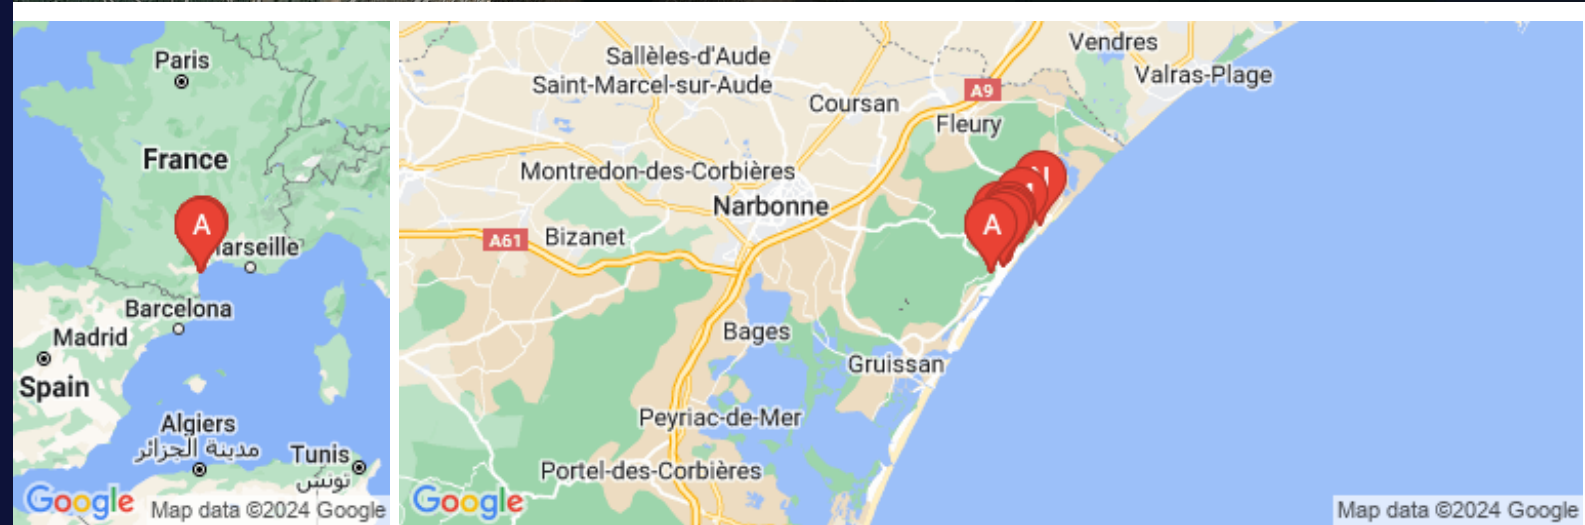 Paris
France
A
Marseille
Barcelona
Madrid
Spain
Algiers
مدينة الجزائر
Tunis
تونس
Google
Map data ©2024 Google
Vendres
Sallèles-d'Aude
Valras-Plage
Saint-Marcel-sur-Aude
A9
Coursan
Fleury
Montredon-des-Corbières
Narbonne
A
A61
Bizanet
Bages
Gruissan
Peyriac-de-Mer
Portel-des-Corbières
Google
Map data ©2024 Google